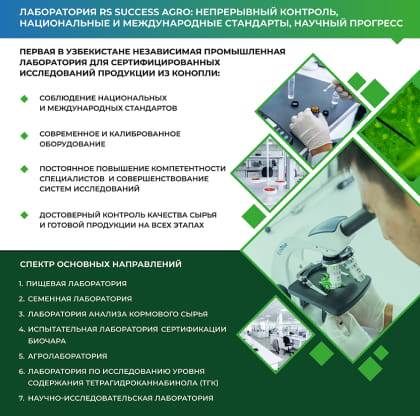 ЛАБОРАТОРИЯ RS SUCCESS AGRO: НЕПРЕРЫВНЫЙ КОНТРОЛЬ,
НАЦИОНАЛЬНЫЕ И МЕЖДУНАРОДНЫЕ СТАНДАРТЫ, НАУЧНЫЙ ПРОГРЕСС
ПЕРВАЯ В УЗБЕКИСТАНЕ НЕЗАВИСИМАЯ ПРОМЫШЛЕННАЯ
ЛАБОРАТОРИЯ ДЛЯ СЕРТИФИЦИРОВАННЫХ
ИССЛЕДОВАНИЙ ПРОДУКЦИИ ИЗ КОНОПЛИ:
СОБЛЮДЕНИЕ НАЦИОНАЛЬНЫХ
И МЕЖДУНАРОДНЫХ СТАНДАРТОВ
СОВРЕМЕННОЕ И КАЛИБРОВАННОЕ
ОБОРУДОВАНИЕ
ПОСТОЯННОЕ ПОВЫШЕНИЕ КОМПЕТЕНТНОСТИ
СПЕЦИАЛИСТОВ И СОВЕРШЕНСТВОВАНИЕ
СИСТЕМ ИССЛЕДОВАНИЙ
ДОСТОВЕРНЫЙ КОНТРОЛЬ КАЧЕСТВА СЫРЬЯ
И ГОТОВОЙ ПРОДУКЦИИ НА ВСЕХ ЭТАПАХ
СПЕКТР ОСНОВНЫХ НАПРАВЛЕНИЙ
1. ПИЩЕВАЯ ЛАБОРАТОРИЯ
2. СЕМЕННАЯ ЛАБОРАТОРИЯ
3. ЛАБОРАТОРИЯ АНАЛИЗА КОРМОВОГО СЫРЬЯ
4. ИСПЫТАТЕЛЬНАЯ ЛАБОРАТОРИЯ СЕРТИФИКАЦИИ
БИОЧАРА
5. АГРОЛАБОРАТОРИЯ
6. ЛАБОРАТОРИЯ ПО ИССЛЕДОВАНИЮ УРОВНЯ
СОДЕРЖАНИЯ ТЕТРАГИДРОКАННАБИНОЛА (ТГК)
7. НАУЧНО-ИССЛЕДОВАТЕЛЬСКАЯ ЛАБОРАТОРИЯ